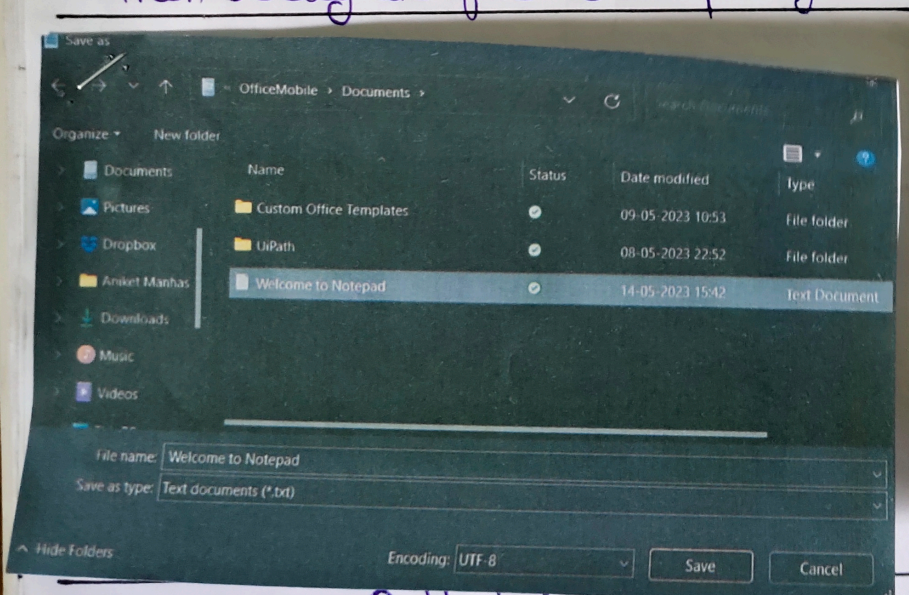 Save as
OfficeMobile > Documents >
Search Documents
Organize
New folder
Name
Status
Date modified
Type
Documents
Pictures
Dropbox
Aniket Manhas
Downloads
Music
Videos
Custom Office Templates 09-05-2023 10:53 File folder
UiPath 08-05-2023 22:52 File folder
Welcome to Notepad 14-05-2023 15:42 Text Document
File name: Welcome to Notepad
Save as type: Text documents (*.txt)
Hide Folders
Encoding: UTF-8
Save
Cancel